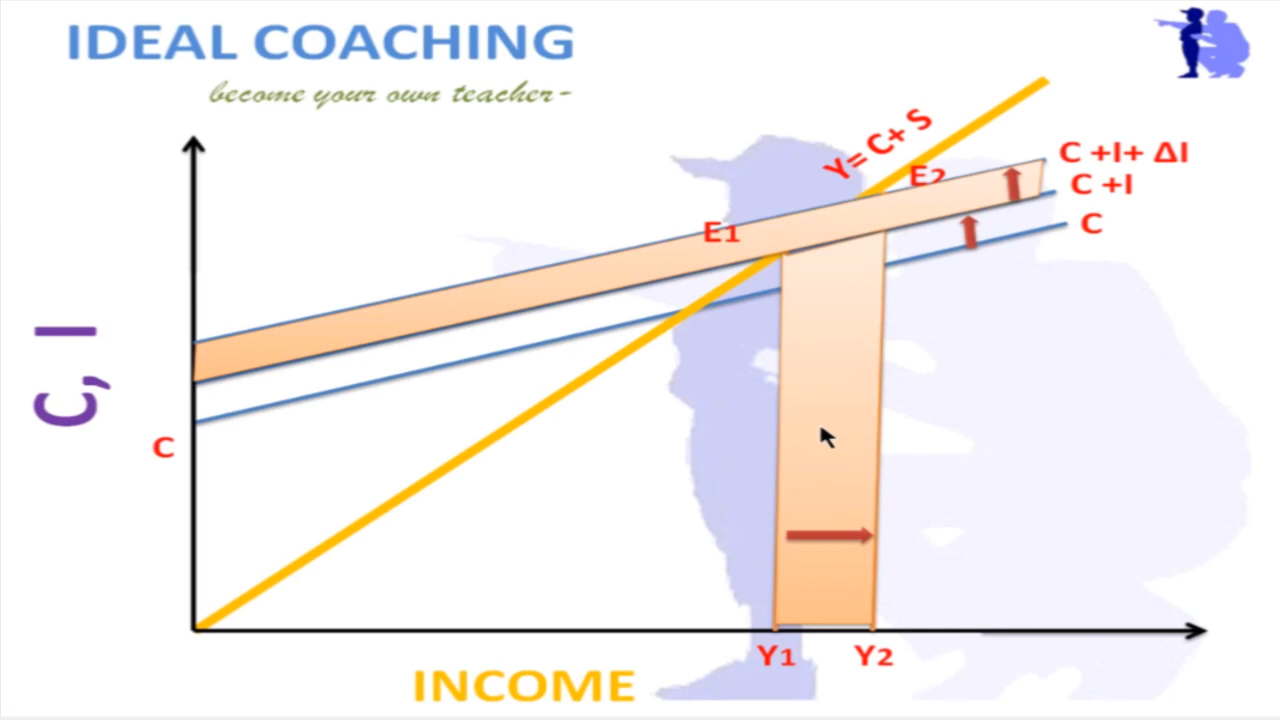 IDEAL COACHING
become your own teacher-
Y= C+ S
E2
C +I+ ΔI
C +I
C
E1
C, I
C
Y1
Y2
INCOME